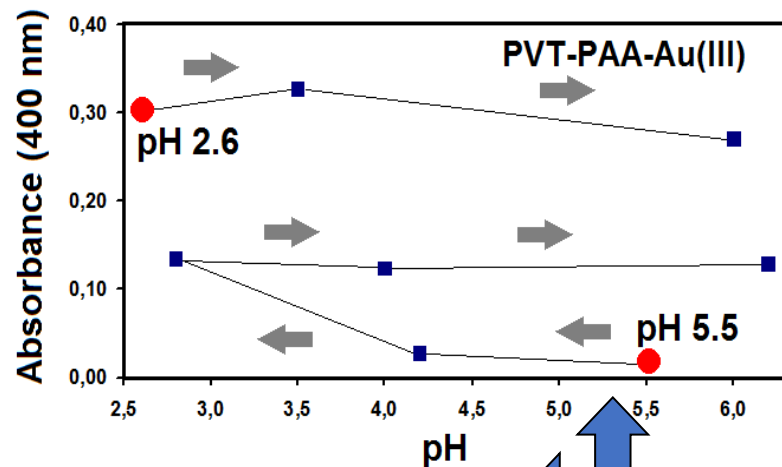 Absorbance (400 nm)
0,40
0,30
0,20
0,10
0,00
PVT-PAA-Au(III)
pH 2.6
pH 5.5
2,5 3,0 3,5 4,0 4,5 5,0 5,5 6,0
pH